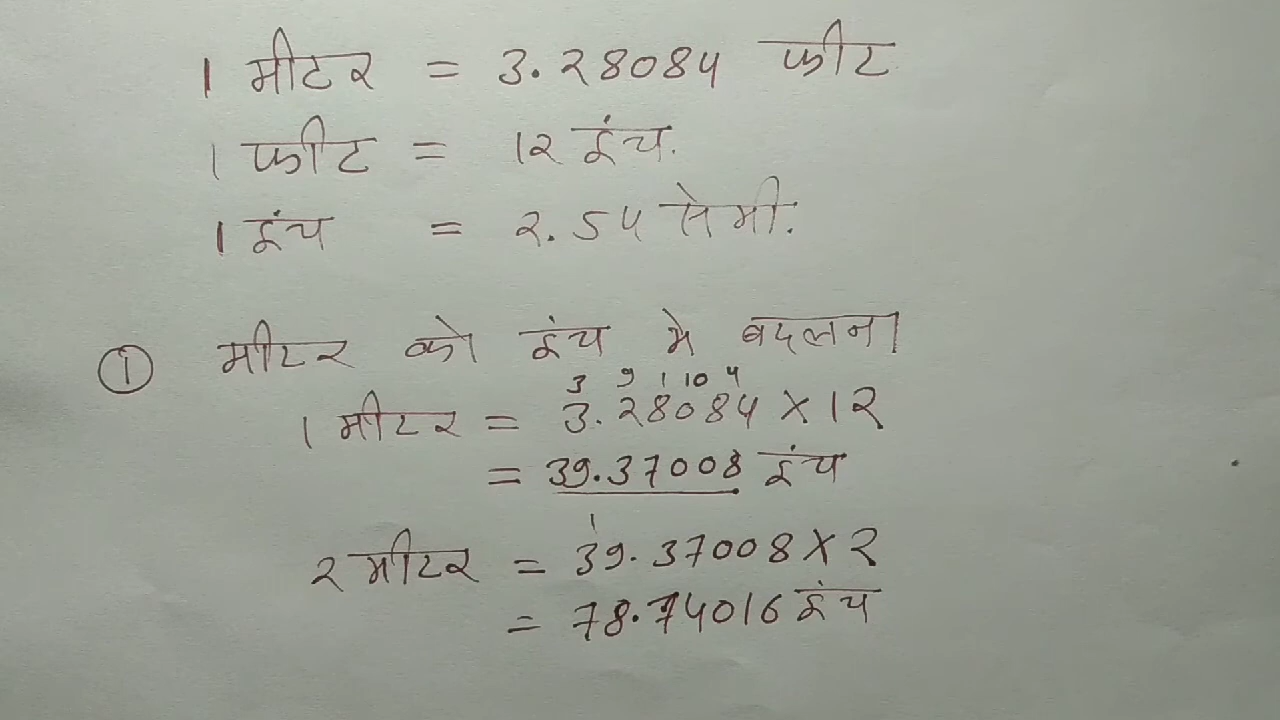 1 मीटर = 3.28084 फीट
1 फीट = 12 इंच.
1 इंच = 2.54 सेमी.
① मीटर को इंच मे बदलना
3 9 1 10 4
1 मीटर = 3.28084 X 12
= 39.37008 इंच
1
2 मीटर = 39.37008 X 2
= 78.74016 इंच